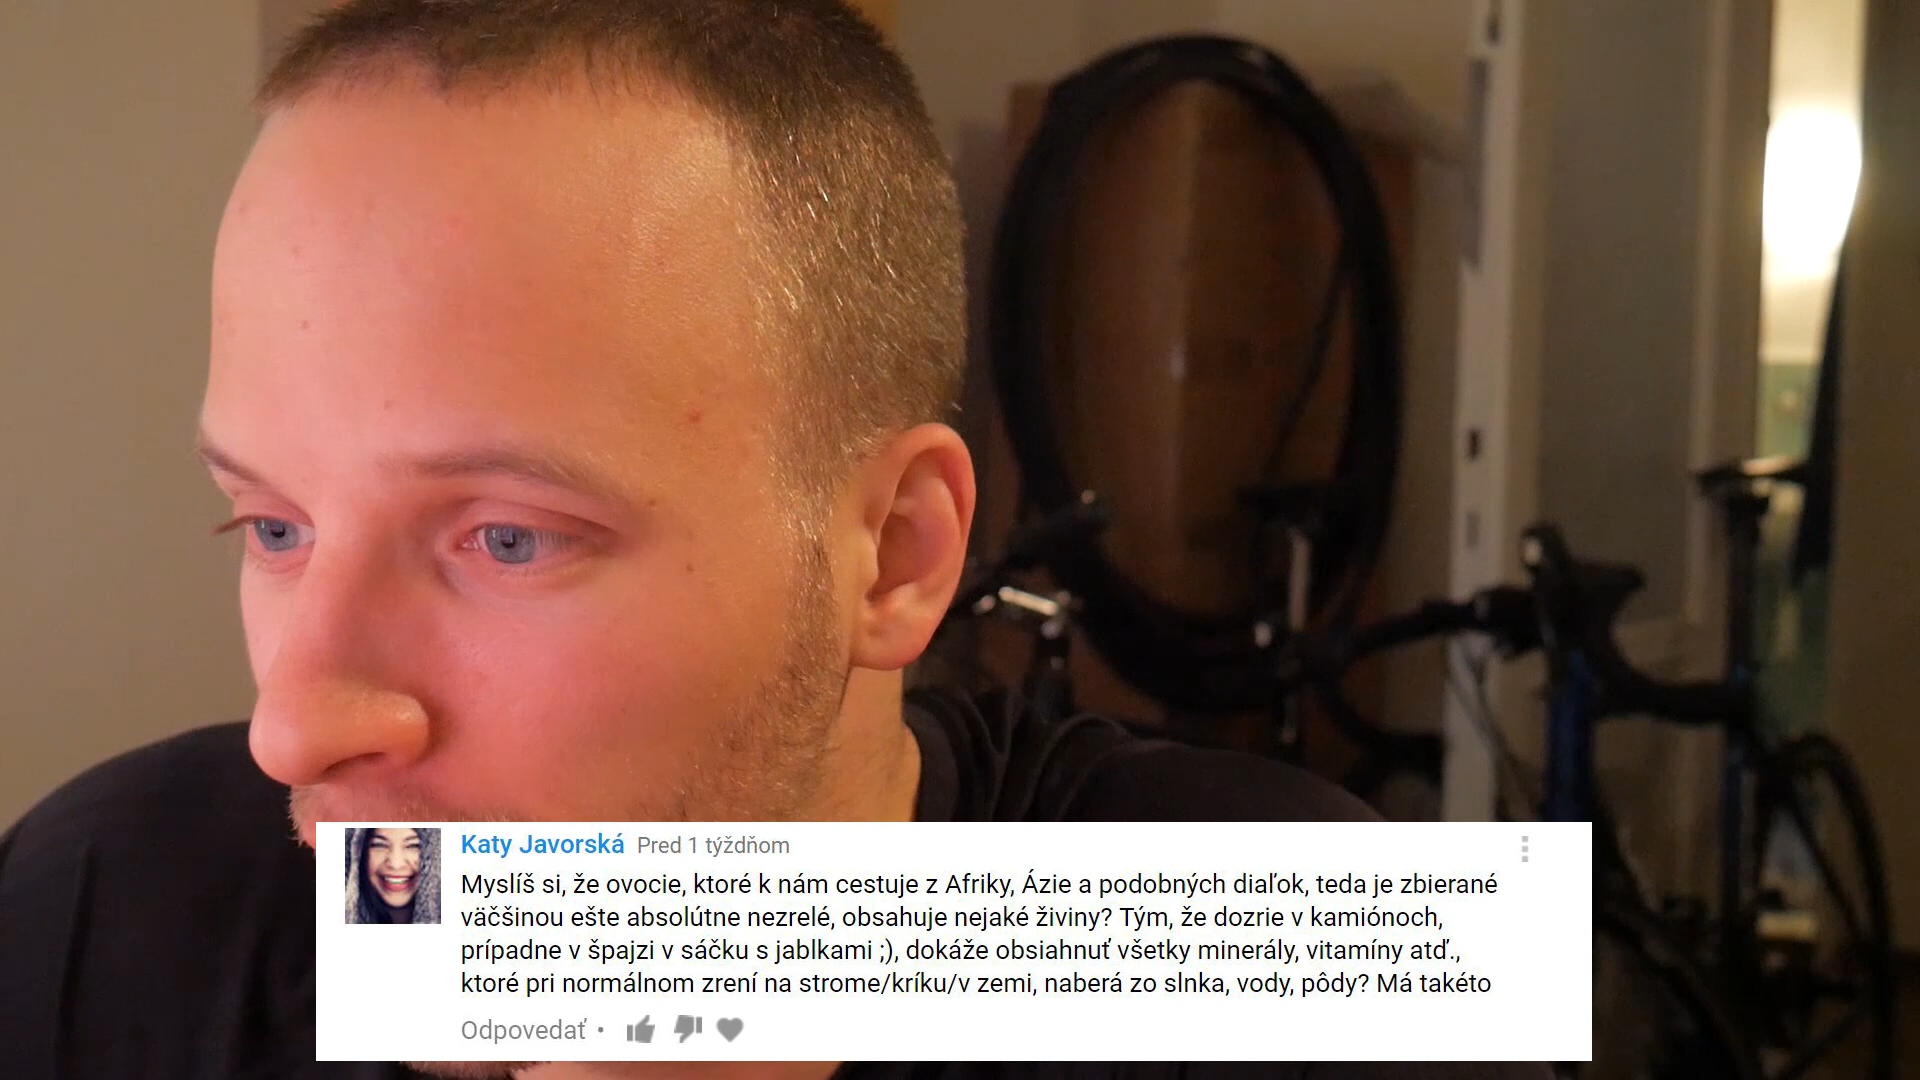 Katy Javorská Pred 1 týždňom
Myslíš si, že ovocie, ktoré k nám cestuje z Afriky, Ázie a podobných diaľok, teda je zbierané
väčšinou ešte absolútne nezrelé, obsahuje nejaké živiny? Tým, že dozrie v kamiónoch,
prípadne v špajzi v sáčku s jablkami ;), dokáže obsiahnuť všetky minerály, vitamíny atď.,
ktoré pri normálnom zrení na strome/kríku/v zemi, naberá zo slnka, vody, pôdy? Má takéto
Odpovedať •